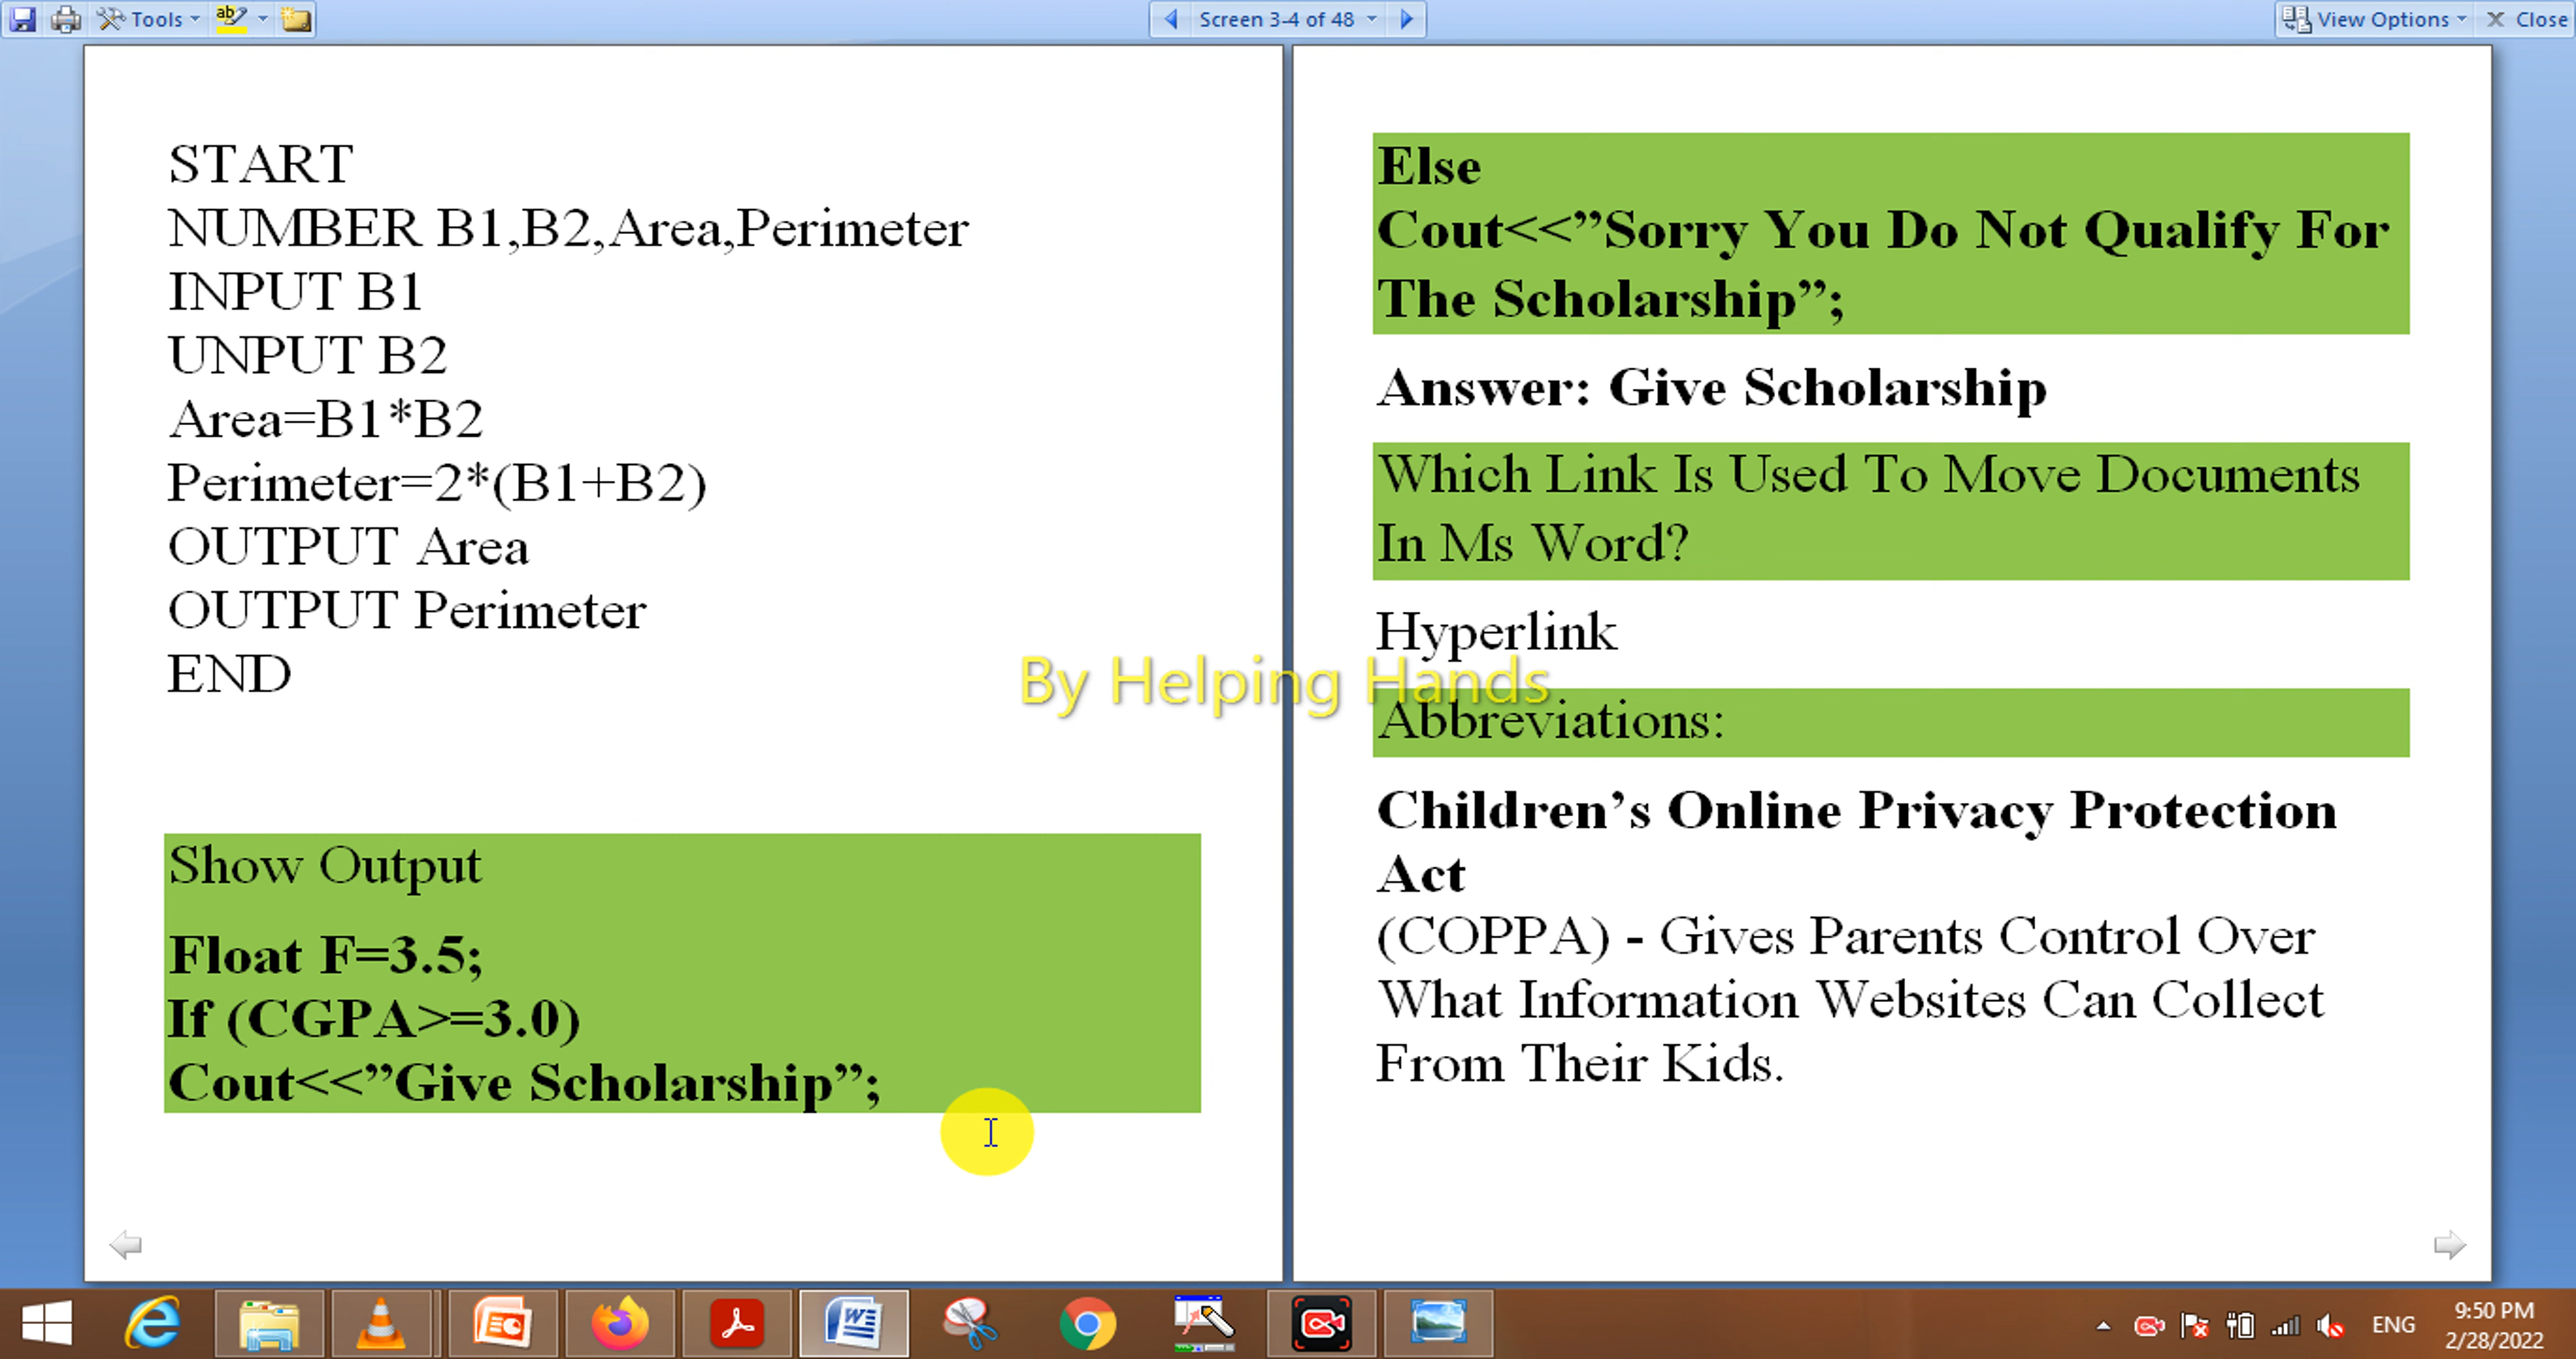 Tools
Screen 3-4 of 48
View Options
Close
START
NUMBER B1,B2,Area,Perimeter
INPUT B1
UNPUT B2
Area=B1*B2
Perimeter=2*(B1+B2)
OUTPUT Area
OUTPUT Perimeter
END
Show Output
Float F=3.5;
If (CGPA>=3.0)
Cout<<”Give Scholarship”;
Else
Cout<<”Sorry You Do Not Qualify For
The Scholarship”;
Answer: Give Scholarship
Which Link Is Used To Move Documents
In Ms Word?
Hyperlink
By Helping Hands
Abbreviations:
Children’s Online Privacy Protection
Act
(COPPA) - Gives Parents Control Over
What Information Websites Can Collect
From Their Kids.
ENG
9:50 PM
2/28/2022